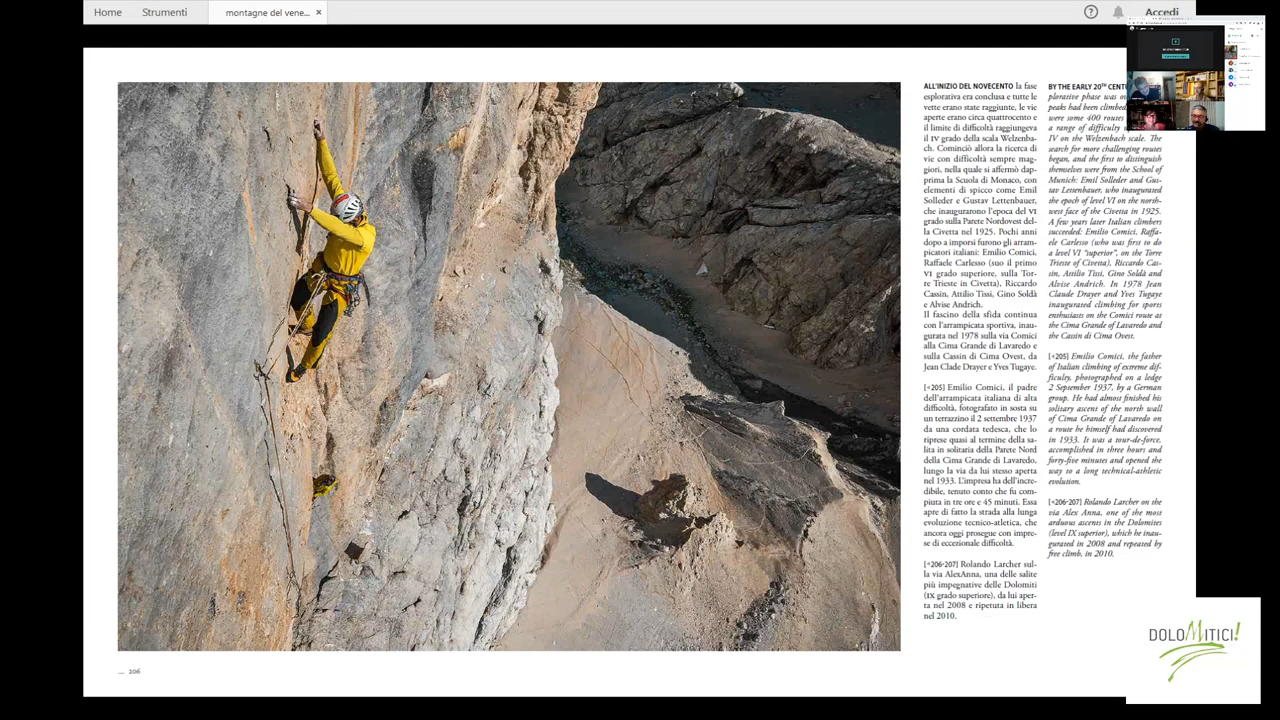 Home
Strumenti
montagne del vene...
×
Accedi
ALL'INIZIO DEL NOVECENTO la fase
esplorativa era conclusa e tutte le
vette erano state raggiunte, le vie
aperte erano circa quattrocento e
il limite di difficoltà raggiungeva
il IV grado della scala Welzenba-
ch. Cominciò allora la ricerca di
vie con difficoltà sempre mag-
giori, nella quale si affermò dap-
prima la Scuola di Monaco, con
elementi di spicco come Emil
Solleder e Gustav Lettenbauer,
che inaugurarono l'epoca del VI
grado sulla Parete Nordovest del-
la Civetta nel 1925. Pochi anni
dopo a imporsi furono gli arram-
picatori italiani: Emilio Comici,
Raffaele Carlesso (suo il primo
VI grado superiore, sulla Tor-
re Trieste in Civetta), Riccardo
Cassin, Attilio Tissi, Gino Soldà
e Alvise Andrich.
Il fascino della sfida continua
con l'arrampicata sportiva, inau-
gurata nel 1978 sulla via Comici
alla Cima Grande di Lavaredo e
sulla Cassin di Cima Ovest, da
Jean Clade Drayer e Yves Tugaye.
[<205] Emilio Comici, il padre
dell'arrampicata italiana di alta
difficoltà, fotografato in sosta su
un terrazzino il 2 settembre 1937
da una cordata tedesca, che lo
riprese quasi al termine della sa-
lita in solitaria della Parete Nord
della Cima Grande di Lavaredo,
lungo la via da lui stesso aperta
nel 1933. L'impresa ha dell'incre-
dibile, tenuto conto che fu com-
piuta in tre ore e 45 minuti. Essa
apre di fatto la strada alla lunga
evoluzione tecnico-atletica, che
ancora oggi prosegue con impre-
se di eccezionale difficoltà.
[<206-207] Rolando Larcher sul-
la via AlexAnna, una delle salite
più impegnative delle Dolomiti
(IX grado superiore), da lui aper-
ta nel 2008 e ripetuta in libera
nel 2010.
BY THE EARLY 20TH CENTU
plorative phase was ov
peaks had been climbed
were some 400 routes
a range of difficulty
IV on the Welzenbach scale. The
search for more challenging routes
began, and the first to distinguish
themselves were from the School of
Munich: Emil Solleder and Gus-
tav Lettenbauer, who inaugurated
the epoch of level VI on the north-
west face of the Civetta in 1925.
A few years later Italian climbers
succeeded: Emilio Comici, Raffa-
ele Carlesso (who was first to do
a level VI "superior", on the Torre
Trieste of Civetta), Riccardo Cas-
sin, Attilio Tissi, Gino Soldà and
Alvise Andrich. In 1978 Jean
Claude Drayer and Yves Tugaye
inaugurated climbing for sports
enthusiasts on the Comici route as
the Cima Grande of Lavaredo and
the Cassin di Cima Ovest.
[<205] Emilio Comici, the father
of Italian climbing of extreme dif-
ficulty, photographed on a ledge
2 September 1937, by a German
group. He had almost finished his
solitary ascent of the north wall
of Cima Grande of Lavaredo on
a route he himself had discovered
in 1933. It was a tour-de-force,
accomplished in three hours and
forty-five minutes and opened the
way to a long technical-athletic
evolution.
[<206-207] Rolando Larcher on the
via Alex Anna, one of the most
arduous ascents in the Dolomites
(level IX superior), which he inau-
gurated in 2008 and repeated by
free climb, in 2010.
__ 206
DOLOMITICI!